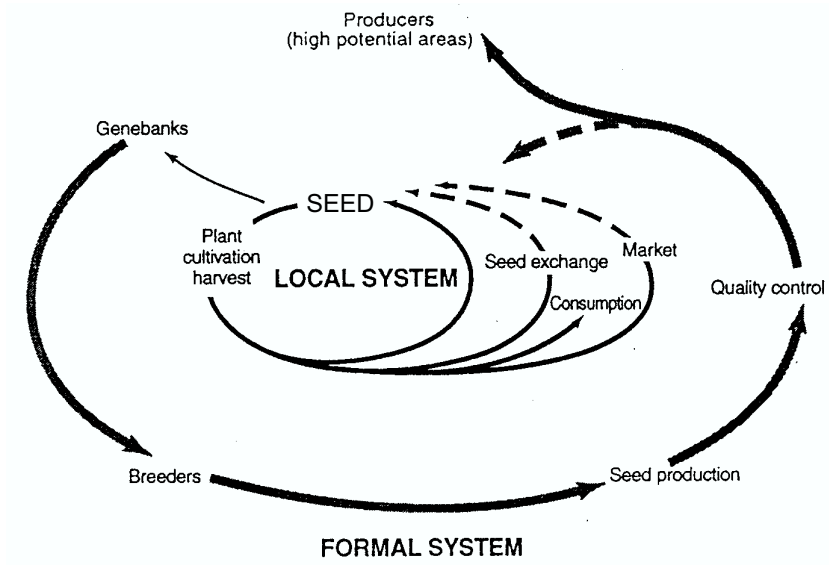 Producers
(high potential areas)
Genebanks
SEED
Plant
cultivation
harvest
LOCAL SYSTEM
Seed exchange
Market
Consumption
Quality control
Breeders
Seed production
FORMAL SYSTEM